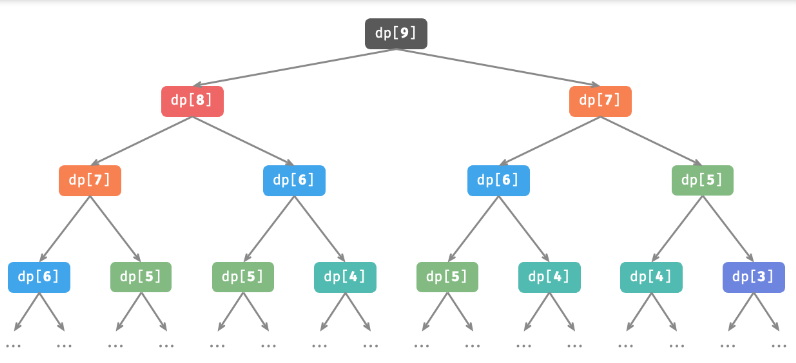 dp[9]
dp[8] dp[7]
dp[7] dp[6] dp[6] dp[5]
dp[6] dp[5] dp[5] dp[4] dp[5] dp[4] dp[4] dp[3]
... ... ... ... ... ... ... ... ... ... ... ... ... ... ... ...